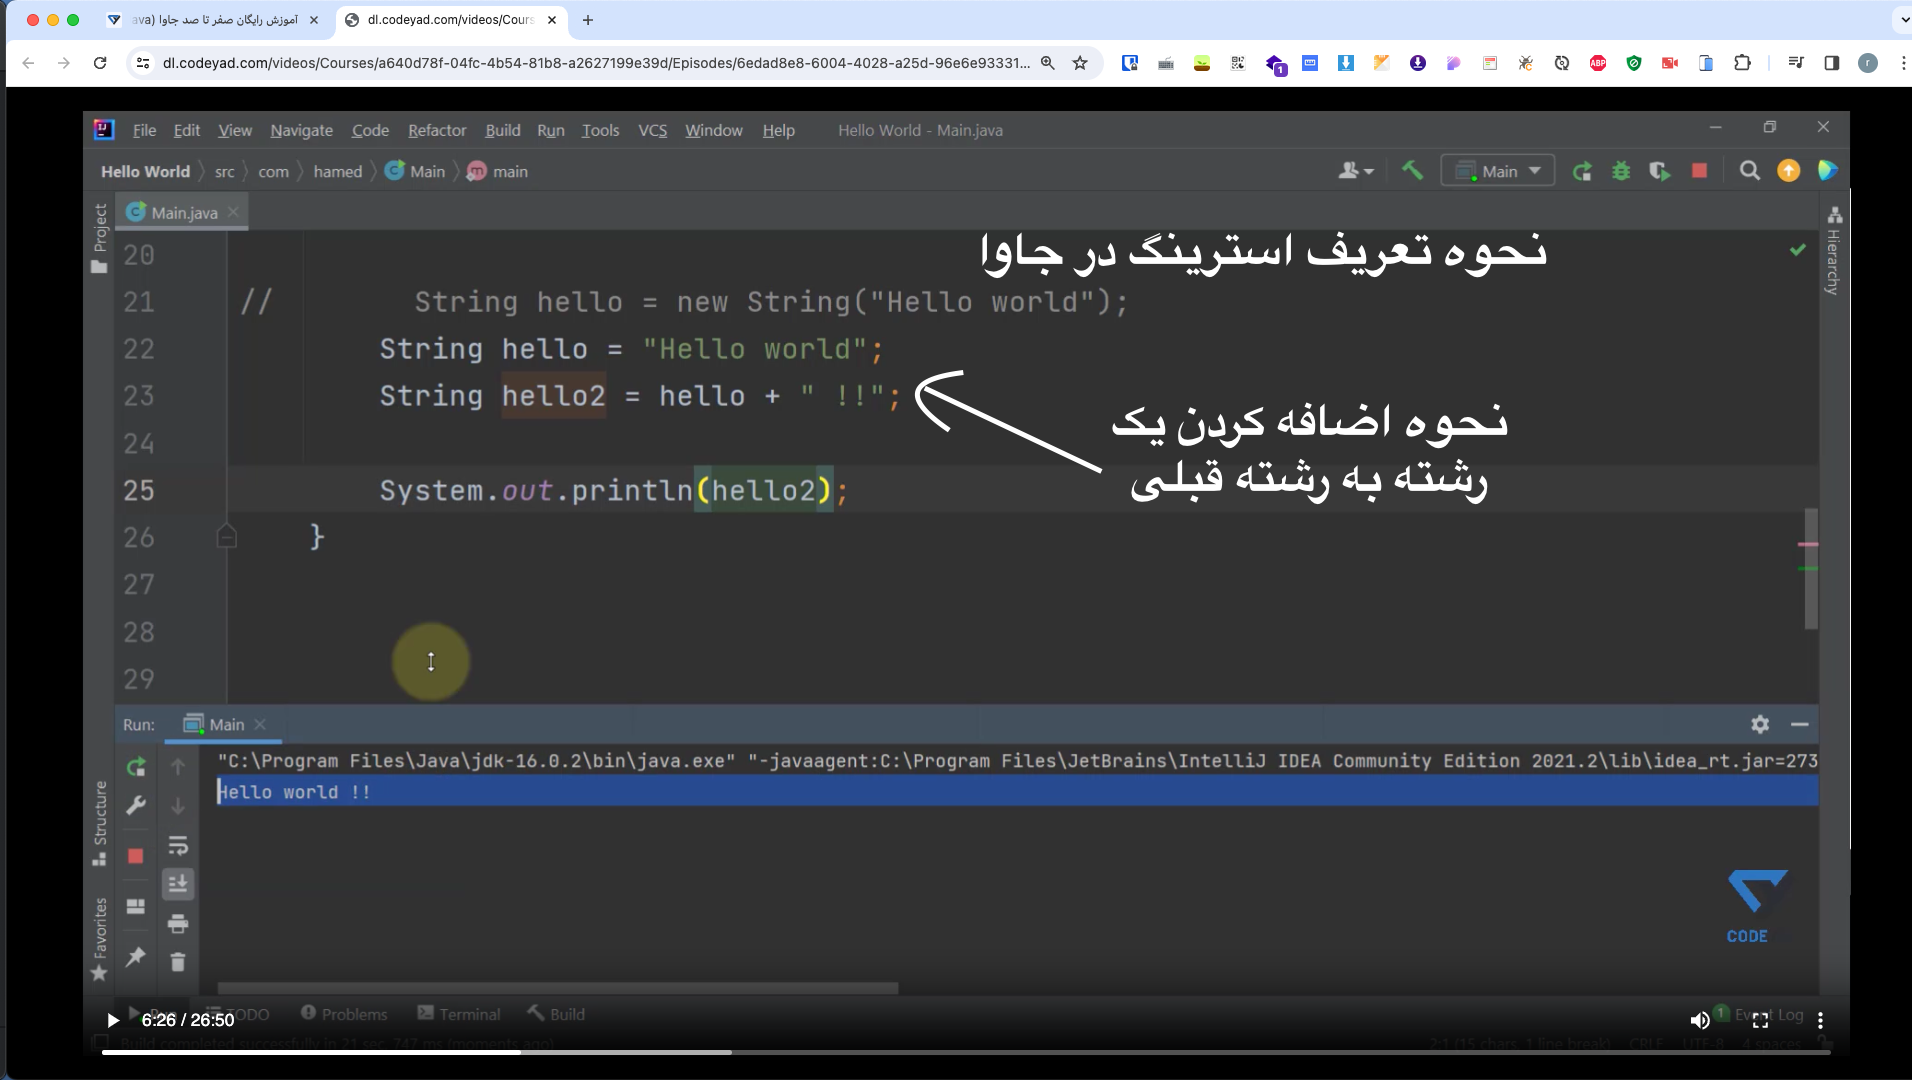 آموزش رایگان صفر تا صد جاوا (ava
dl.codeyad.com/videos/Cours
dl.codeyad.com/videos/Courses/a640d78f-04fc-4b54-81b8-a2627199e39d/Episodes/6edad8e8-6004-4028-a25d-96e6e93331...
1
ABP
r
File Edit View Navigate Code Refactor Build Run Tools VCS Window Help Hello World - Main.java
Hello World src com hamed Main main
Main
Main.java
Project
Hierarchy
نحوه تعریف استرینگ در جاوا
20
21 // String hello = new String("Hello world");
22 String hello = "Hello world";
23 String hello2 = hello + " !!";
نحوه اضافه کردن یک
رشته به رشته قبلی
24
25 System.out.println(hello2);
26 }
27
28
29
Run: Main
"C:\Program Files\Java\jdk-16.0.2\bin\java.exe" "-javaagent:C:\Program Files\JetBrains\IntelliJ IDEA Community Edition 2021.2\lib\idea_rt.jar=273
Hello world !!
Structure
Favorites
CODE
TODO Problems Terminal Build 1 Event Log
6:26 / 26:50
Build completed successfully in 21 sec, 747 ms (moments ago) 2:1 (15 chars, 1 line break) CRLF UTF-8 4 spaces